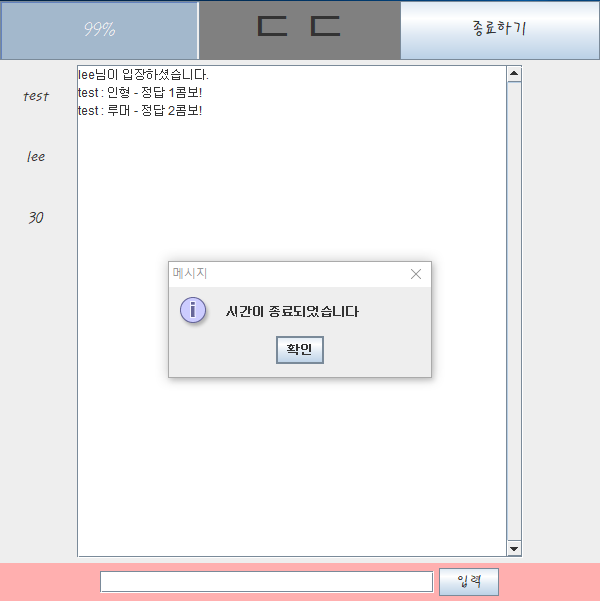 99%
ㄷㄷ
종료하기
lee님이 입장하셨습니다.
test : 인형 - 정답 1콤보!
test : 루머 - 정답 2콤보!
test
lee
30
메시지
시간이 종료되었습니다
확인
입력